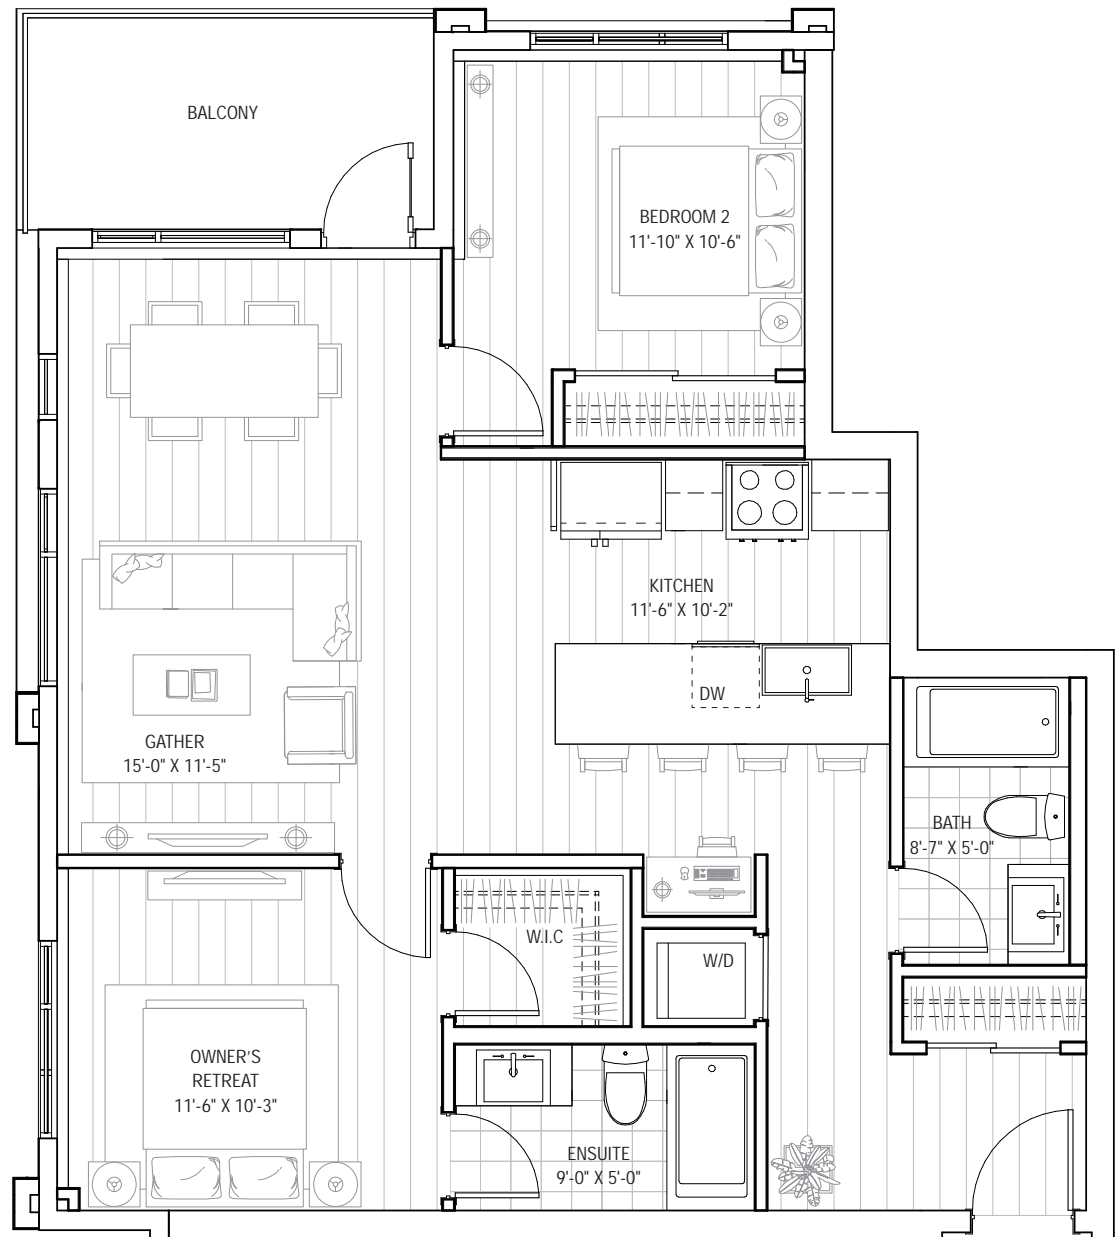 BALCONY
BEDROOM 2
11'-10" X 10'-6"
KITCHEN
11'-6" X 10'-2"
DW
GATHER
15'-0" X 11'-5"
BATH
8'-7" X 5'-0"
W.I.C
W/D
OWNER'S
RETREAT
11'-6" X 10'-3"
ENSUITE
9'-0" X 5'-0"